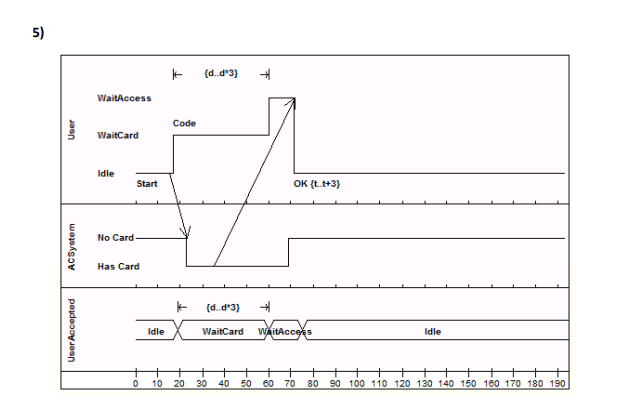 5)
{d..d*3}
WaitAccess
Code
WaitCard
Idle
Start
OK {t..t+3}
User
No Card
Has Card
ACSystem
{d..d*3}
Idle WaitCard WaitAccess Idle
UserAccepted
0 10 20 30 40 50 60 70 80 90 100 110 120 130 140 150 160 170 180 190